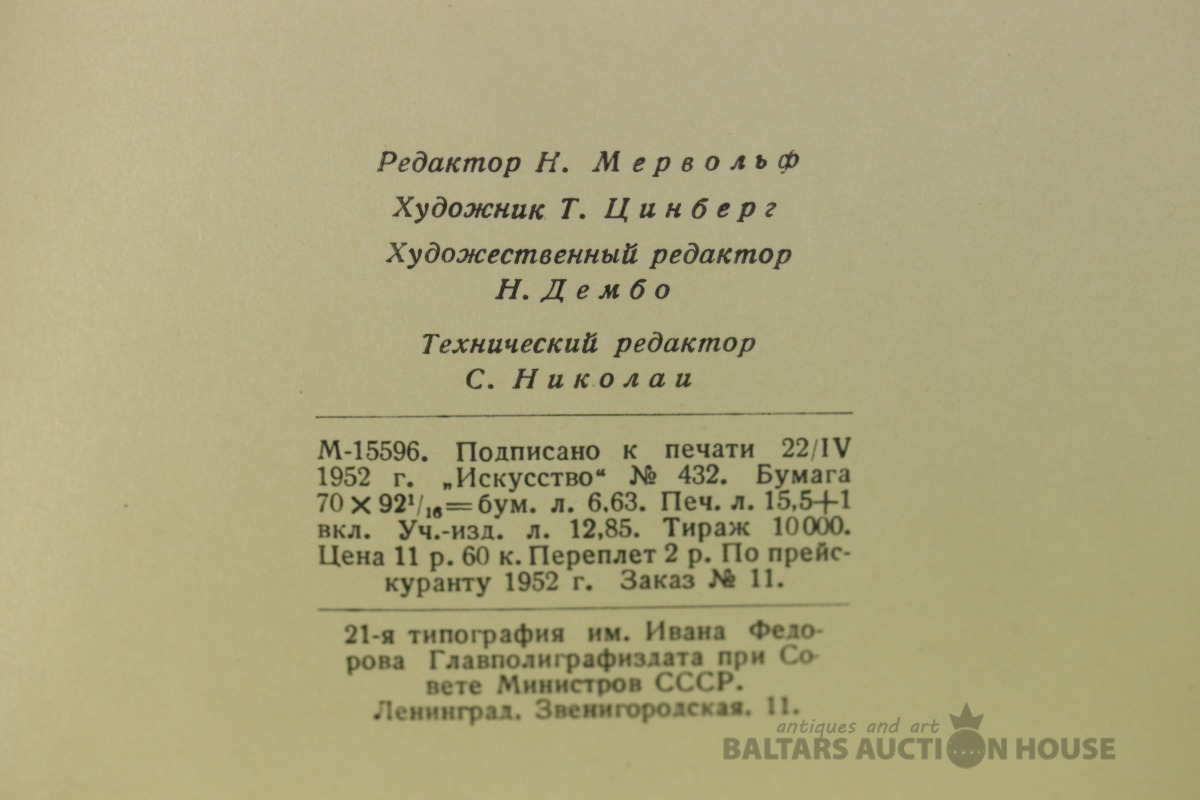 Редактор Н. Мервольф
Художник Т. Цинберг
Художественный редактор
Н. Дембо
Технический редактор
С. Николаи
М-15596. Подписано к печати 22/IV
1952 г. „Искусство“ № 432. Бумага
70 × 92¹/₁₆ = бум. л. 6,63. Печ. л. 15,5+1
вкл. Уч.-изд. л. 12,85. Тираж 10 000.
Цена 11 р. 60 к. Переплет 2 р. По прейс-
куранту 1952 г. Заказ № 11.
21-я типография им. Ивана Федо-
рова Главполиграфиздата при Со-
вете Министров СССР.
Ленинград, Звенигородская, 11.
antiques and art
BALTARS AUCTION HOUSE